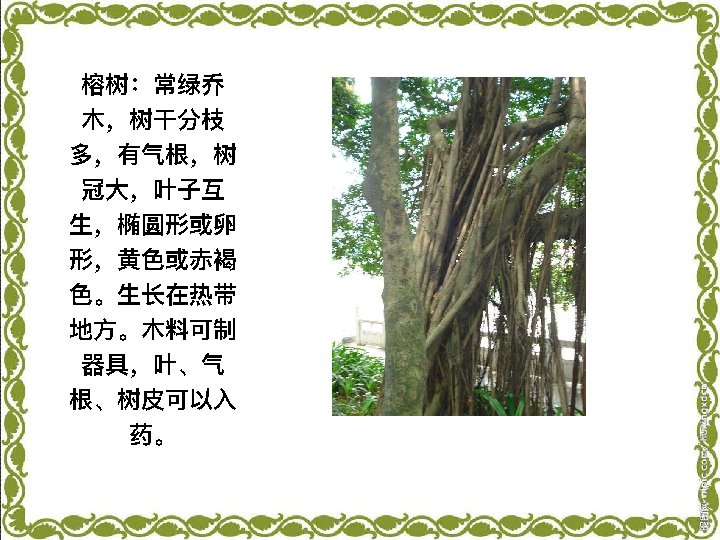 榕树：常绿乔
木，树干分枝
多，有气根，树
冠大，叶子互
生，椭圆形或卵
形，黄色或赤褐
色。生长在热带
地方。木料可制
器具，叶、气
根、树皮可以入
药。